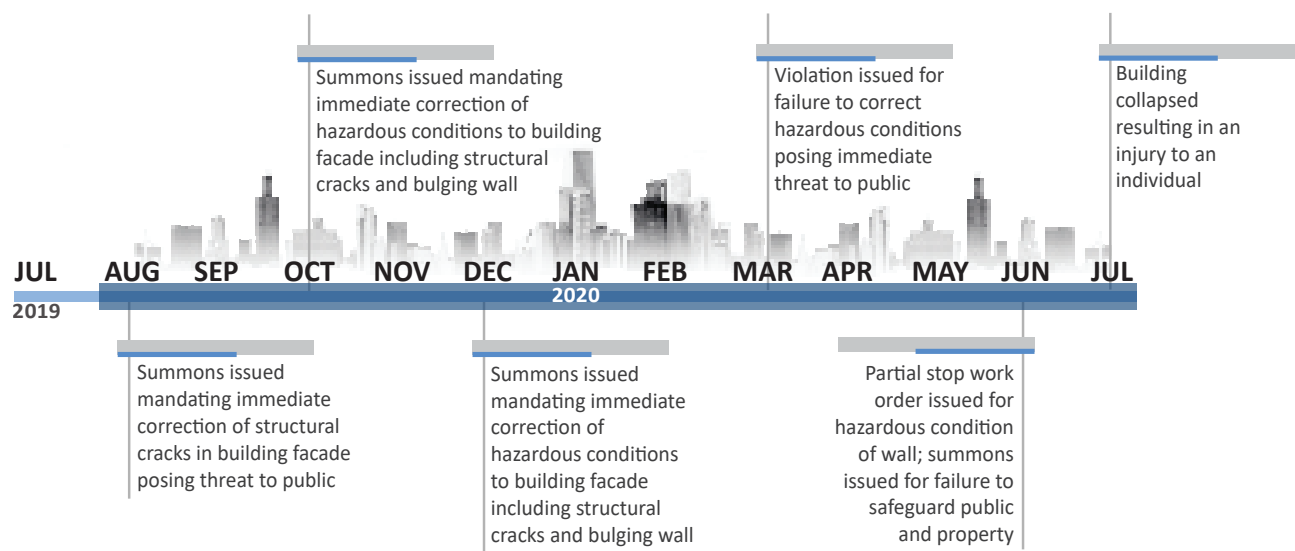 Summons issued mandating
immediate correction of
hazardous conditions to building
facade including structural
cracks and bulging wall
Violation issued for
failure to correct
hazardous conditions
posing immediate
threat to public
Building
collapsed
resulting in an
injury to an
individual
JUL AUG SEP OCT NOV DEC JAN FEB MAR APR MAY JUN JUL
2019 2020
Summons issued
mandating immediate
correction of structural
cracks in building facade
posing threat to public
Summons issued
mandating immediate
correction of
hazardous conditions
to building facade
including structural
cracks and bulging wall
Partial stop work
order issued for
hazardous condition
of wall; summons
issued for failure to
safeguard public
and property